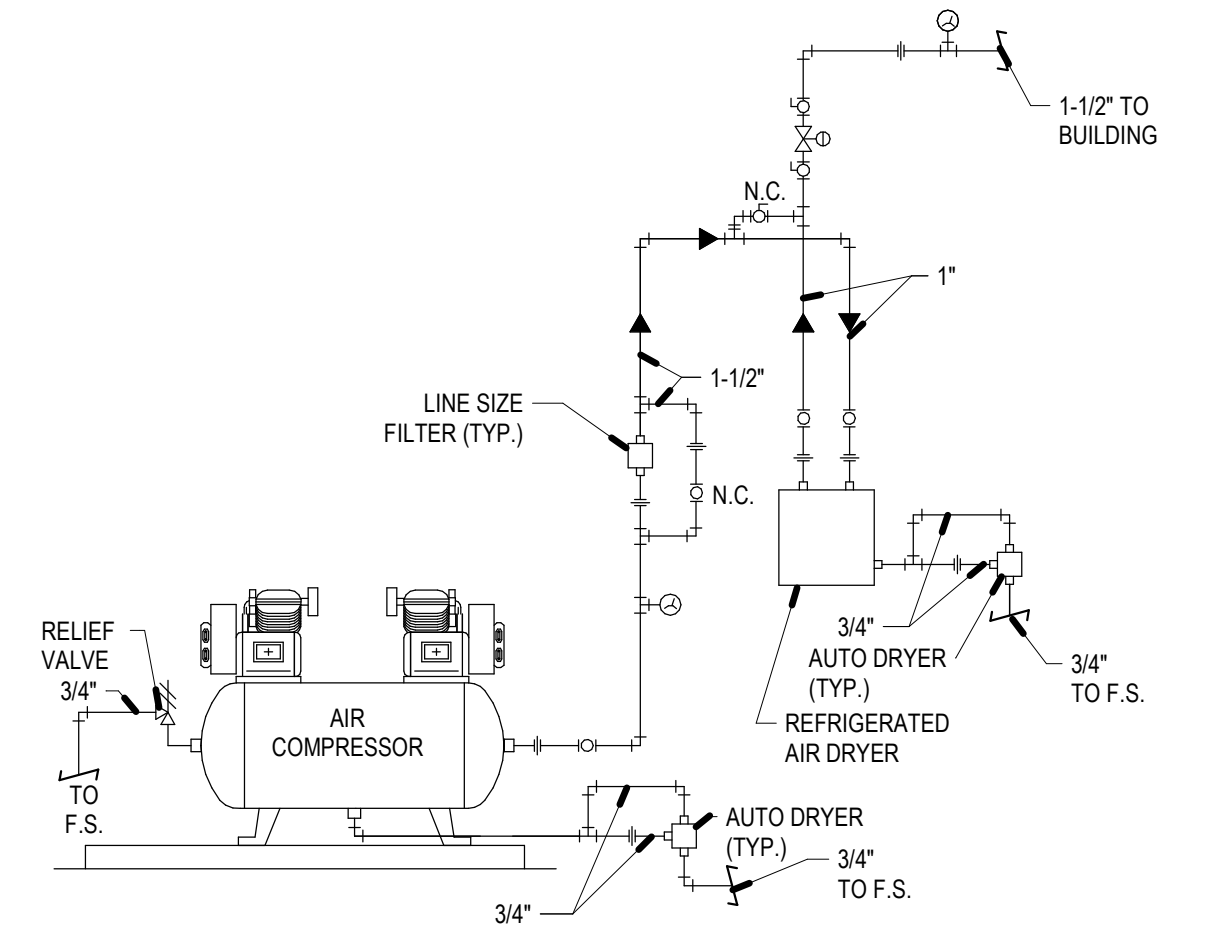 1-1/2" TO
BUILDING
N.C.
1"
1-1/2"
LINE SIZE
FILTER (TYP.)
N.C.
RELIEF
VALVE
3/4"
TO
F.S.
AIR
COMPRESSOR
3/4"
AUTO DRYER
(TYP.)
3/4"
TO F.S.
REFRIGERATED
AIR DRYER
AUTO DRYER
(TYP.)
3/4"
TO F.S.
3/4"